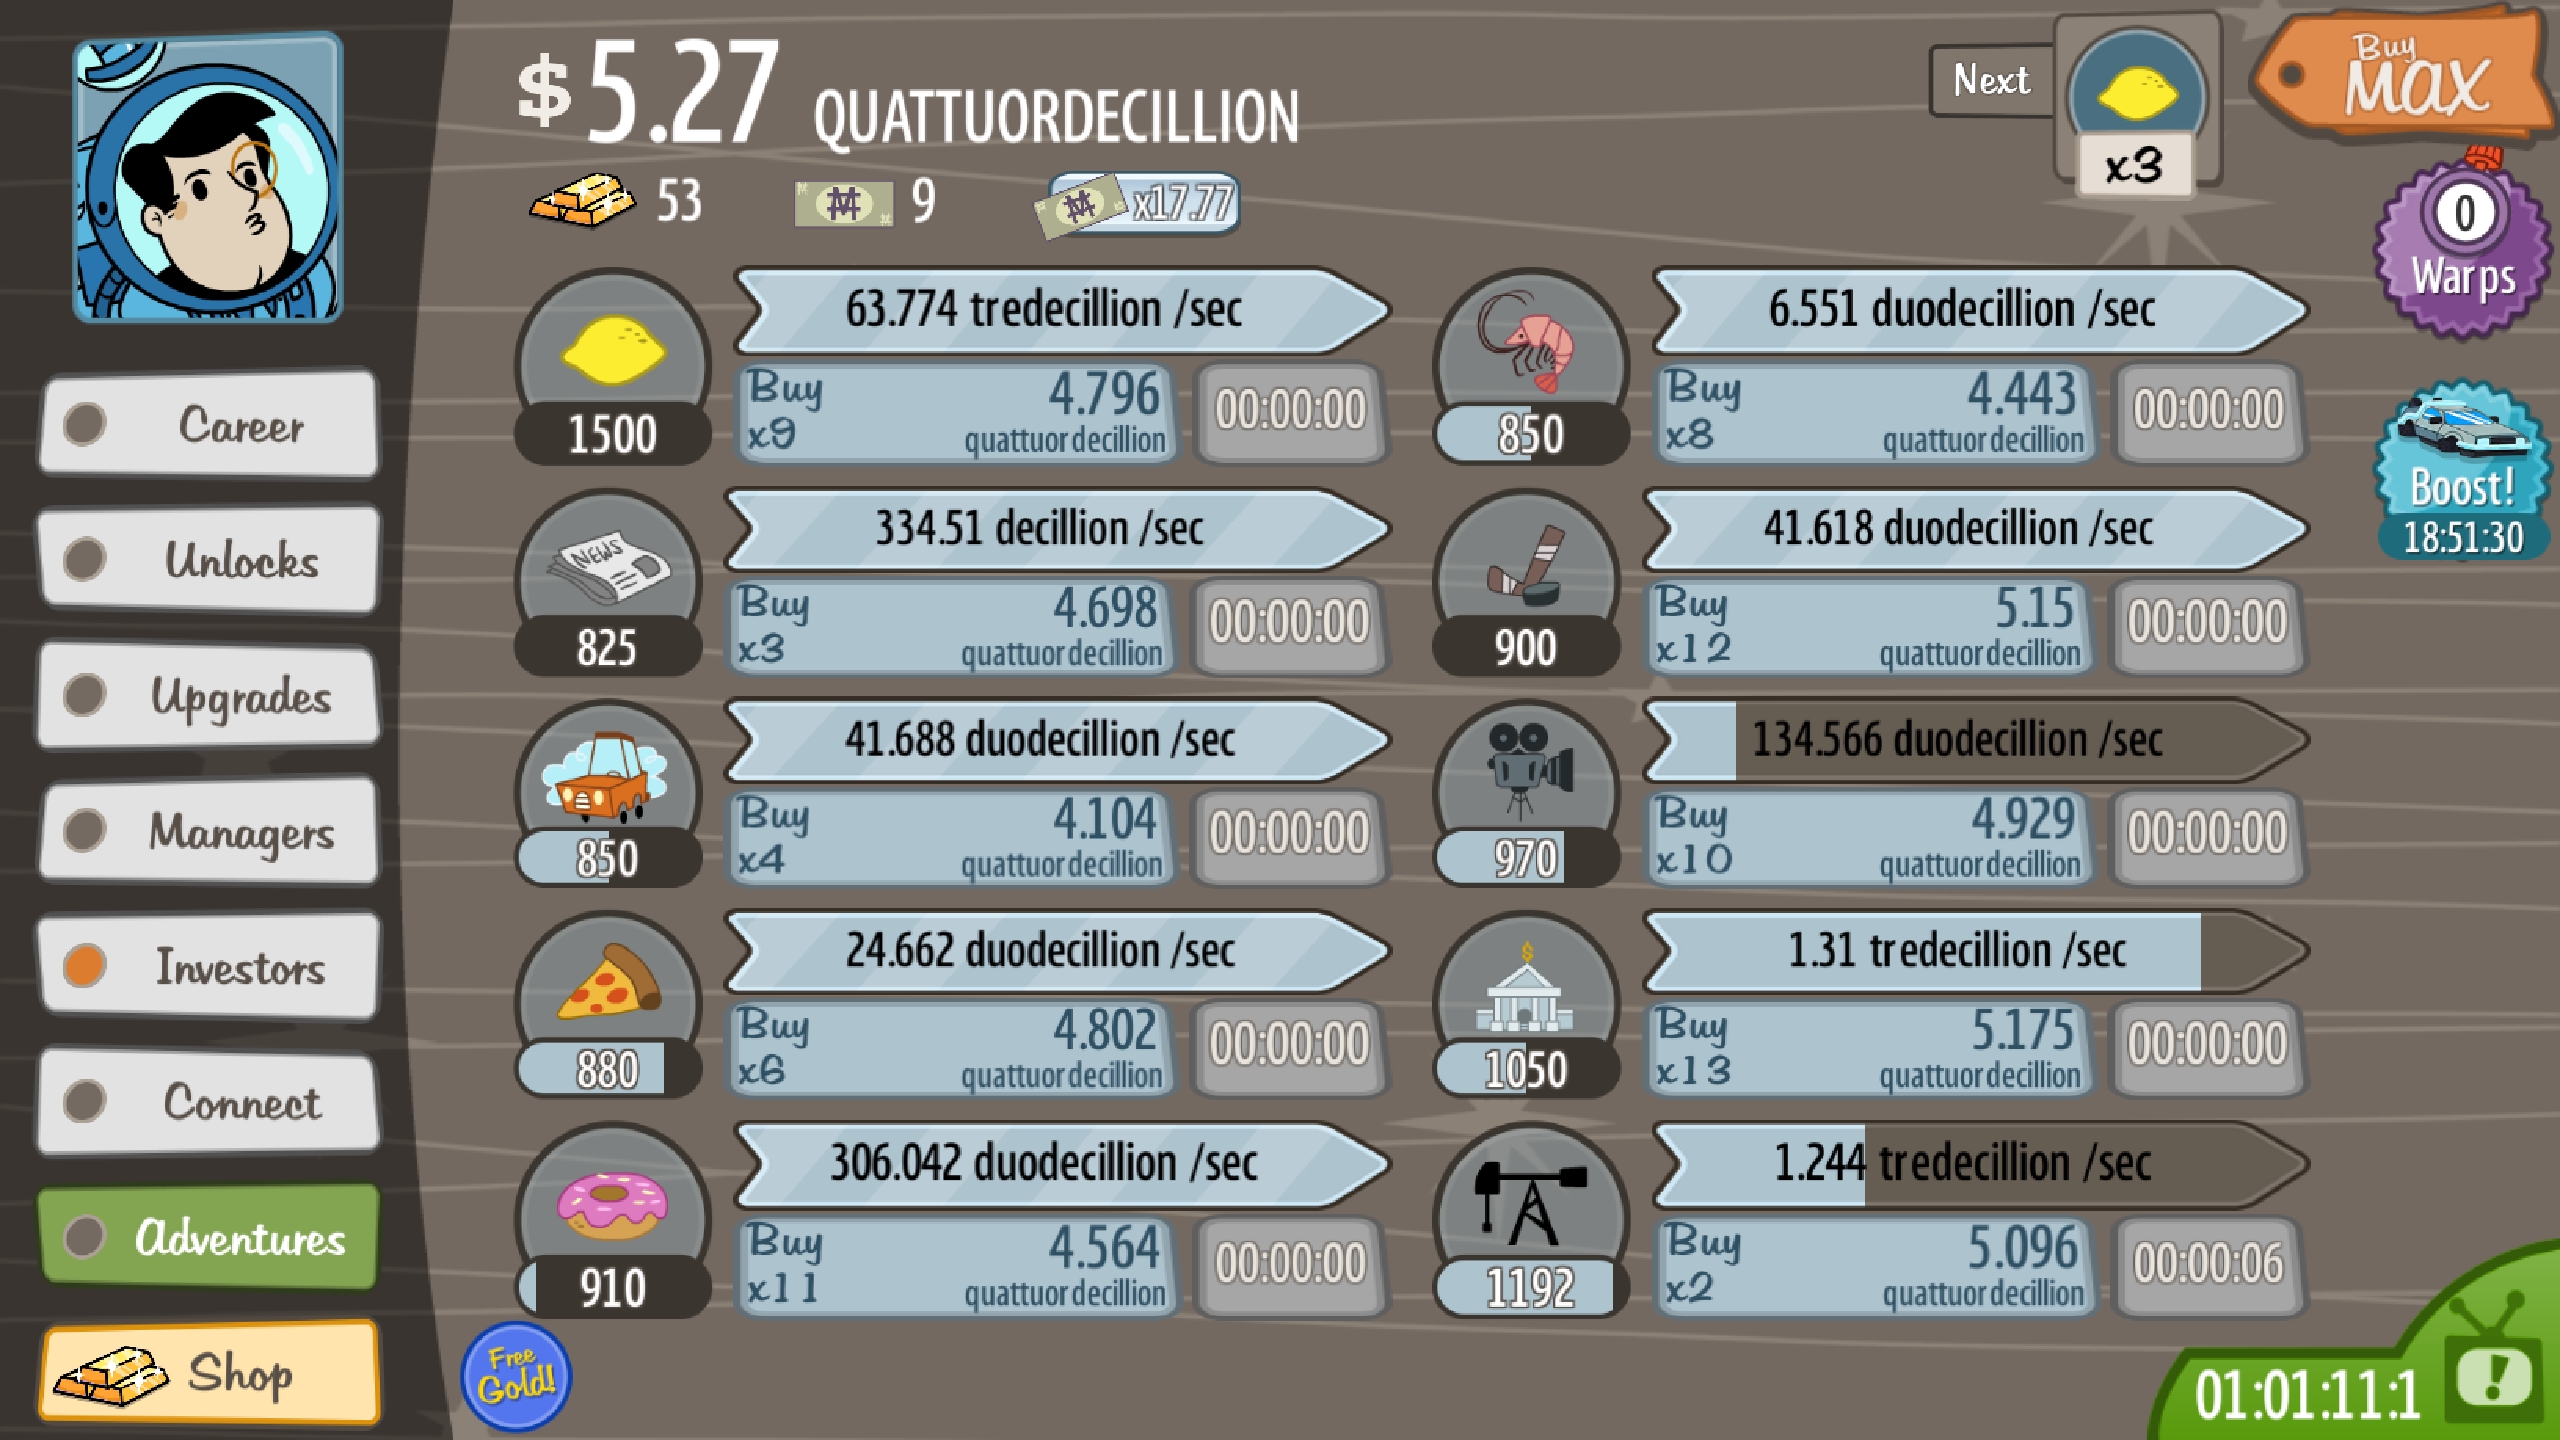 $5.27 QUATTUORDECILLION
53 9 x17.77
Next
x3
Buy
MAX
0
Warps
Boost!
18:51:30
Career
Unlocks
Upgrades
Managers
Investors
Connect
Adventures
Shop
63.774 tredecillion /sec
1500
Buy x9
4.796 quattuordecillion
00:00:00
NEWS
334.51 decillion /sec
825
Buy x3
4.698 quattuordecillion
00:00:00
41.688 duodecillion /sec
850
Buy x4
4.104 quattuordecillion
00:00:00
24.662 duodecillion /sec
880
Buy x6
4.802 quattuordecillion
00:00:00
306.042 duodecillion /sec
910
Buy x11
4.564 quattuordecillion
00:00:00
6.551 duodecillion /sec
850
Buy x8
4.443 quattuordecillion
00:00:00
41.618 duodecillion /sec
900
Buy x12
5.15 quattuordecillion
00:00:00
134.566 duodecillion /sec
970
Buy x10
4.929 quattuordecillion
00:00:00
$
1.31 tredecillion /sec
1050
Buy x13
5.175 quattuordecillion
00:00:00
1.244 tredecillion /sec
1192
Buy x2
5.096 quattuordecillion
00:00:06
Free
Gold!
01:01:11:1
!